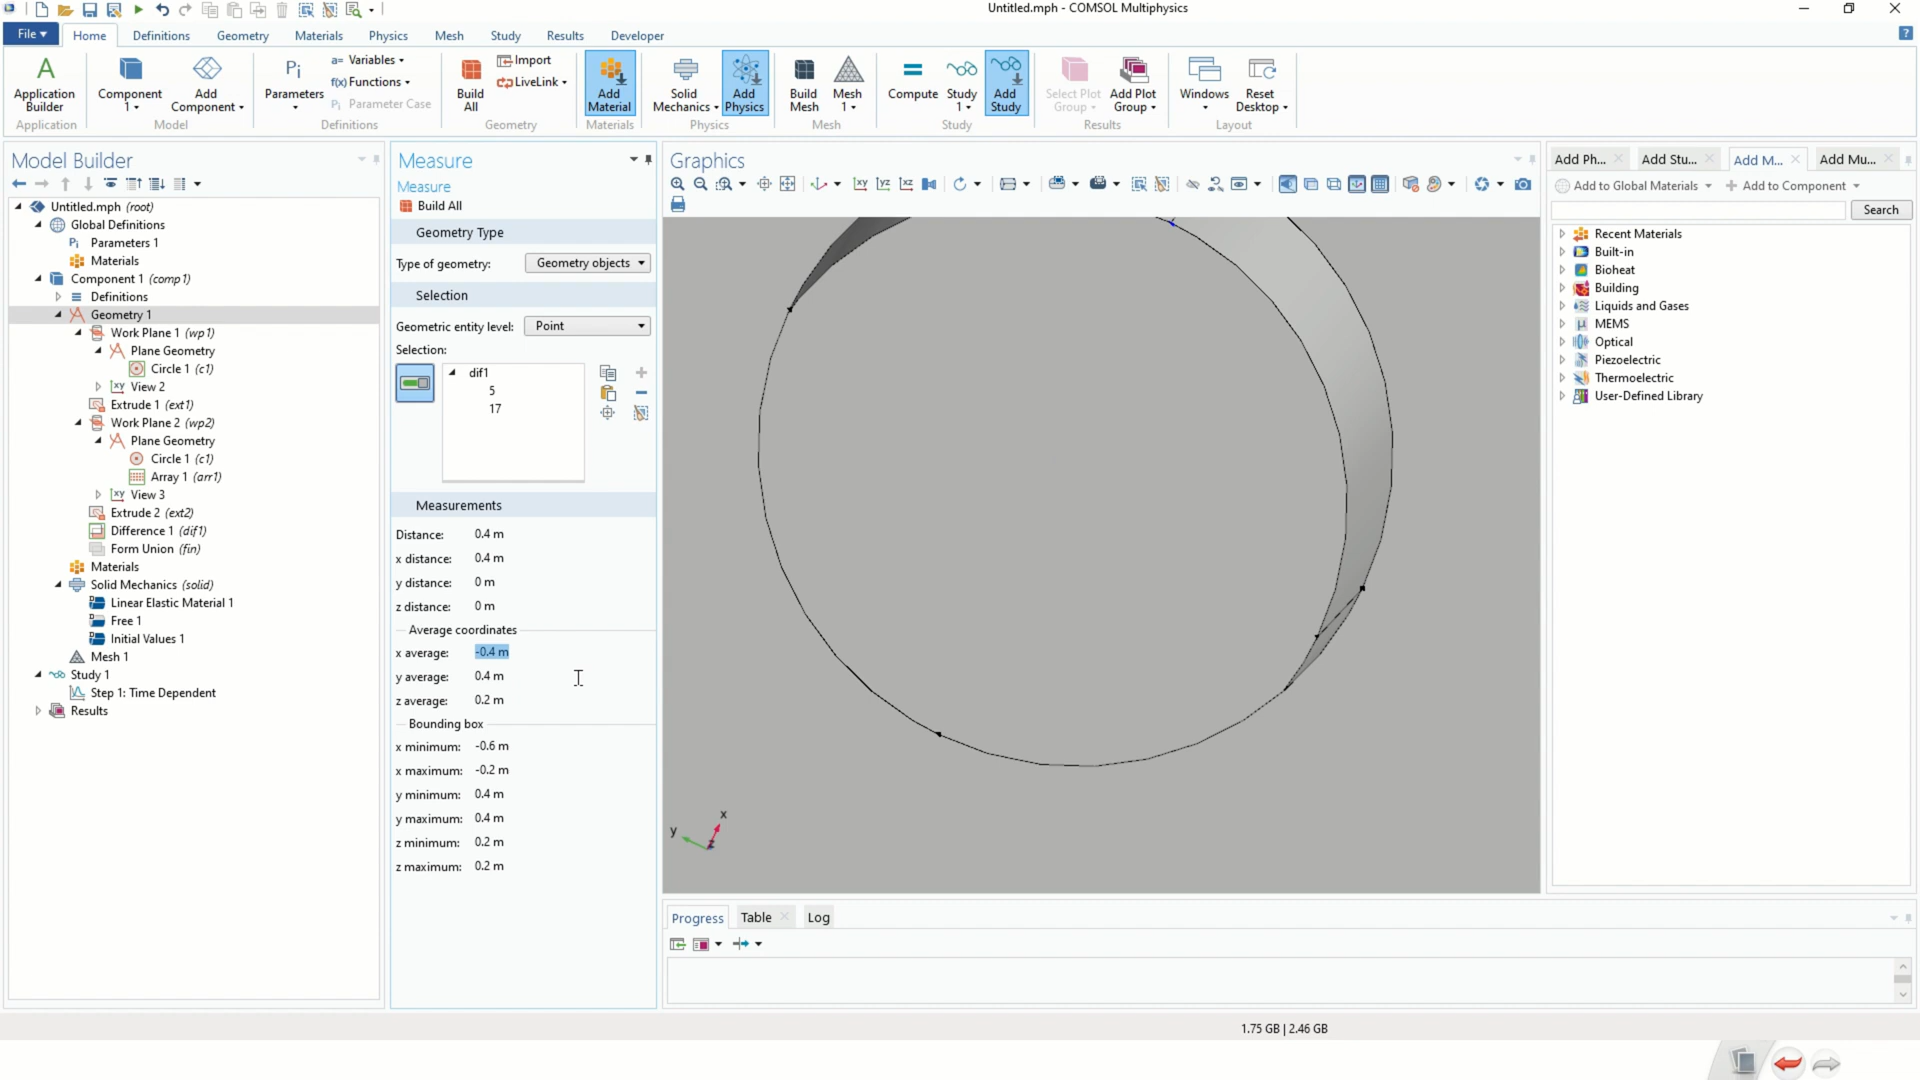 Untitled.mph - COMSOL Multiphysics
File
Home
Definitions
Geometry
Materials
Physics
Mesh
Study
Results
Developer
Application Builder
Component 1
Add Component
Parameters
a= Variables
f(x) Functions
Pi Parameter Case
Build All
Import
LiveLink
Add Material
Solid Mechanics
Add Physics
Build Mesh
Mesh 1
Compute
Study 1
Add Study
Select Plot Group
Add Plot Group
Windows
Reset Desktop
Application
Model
Definitions
Geometry
Materials
Physics
Mesh
Study
Results
Layout
Model Builder
Untitled.mph (root)
Global Definitions
Pi Parameters 1
Materials
Component 1 (comp1)
Definitions
Geometry 1
Work Plane 1 (wp1)
Plane Geometry
Circle 1 (c1)
xy View 2
Extrude 1 (ext1)
Work Plane 2 (wp2)
Plane Geometry
Circle 1 (c1)
Array 1 (arr1)
xy View 3
Extrude 2 (ext2)
Difference 1 (dif1)
Form Union (fin)
Materials
Solid Mechanics (solid)
Linear Elastic Material 1
Free 1
Initial Values 1
Mesh 1
Study 1
Step 1: Time Dependent
Results
Measure
Measure
Build All
Geometry Type
Type of geometry: Geometry objects
Selection
Geometric entity level: Point
Selection:
dif1
5
17
Measurements
Distance: 0.4 m
x distance: 0.4 m
y distance: 0 m
z distance: 0 m
Average coordinates
x average: -0.4 m
y average: 0.4 m
z average: 0.2 m
Bounding box
x minimum: -0.6 m
x maximum: -0.2 m
y minimum: 0.4 m
y maximum: 0.4 m
z minimum: 0.2 m
z maximum: 0.2 m
Graphics
xy yz xz
x
y
z
Progress
Table
Log
Add Ph...
Add Stu...
Add M...
Add Mu...
Add to Global Materials
Add to Component
Search
Recent Materials
Built-in
Bioheat
Building
Liquids and Gases
MEMS
Optical
Piezoelectric
Thermoelectric
User-Defined Library
1.75 GB | 2.46 GB